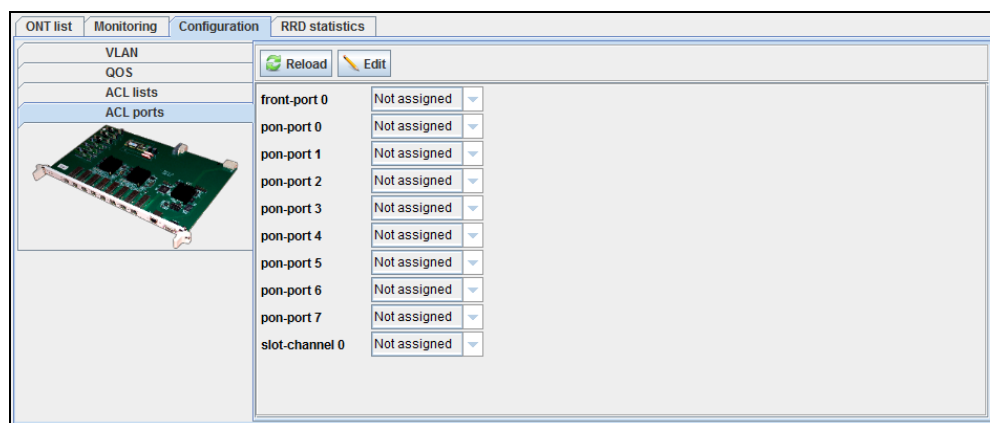 ONT list Monitoring Configuration RRD statistics
VLAN
QOS
ACL lists
ACL ports
Reload Edit
front-port 0 Not assigned
pon-port 0 Not assigned
pon-port 1 Not assigned
pon-port 2 Not assigned
pon-port 3 Not assigned
pon-port 4 Not assigned
pon-port 5 Not assigned
pon-port 6 Not assigned
pon-port 7 Not assigned
slot-channel 0 Not assigned